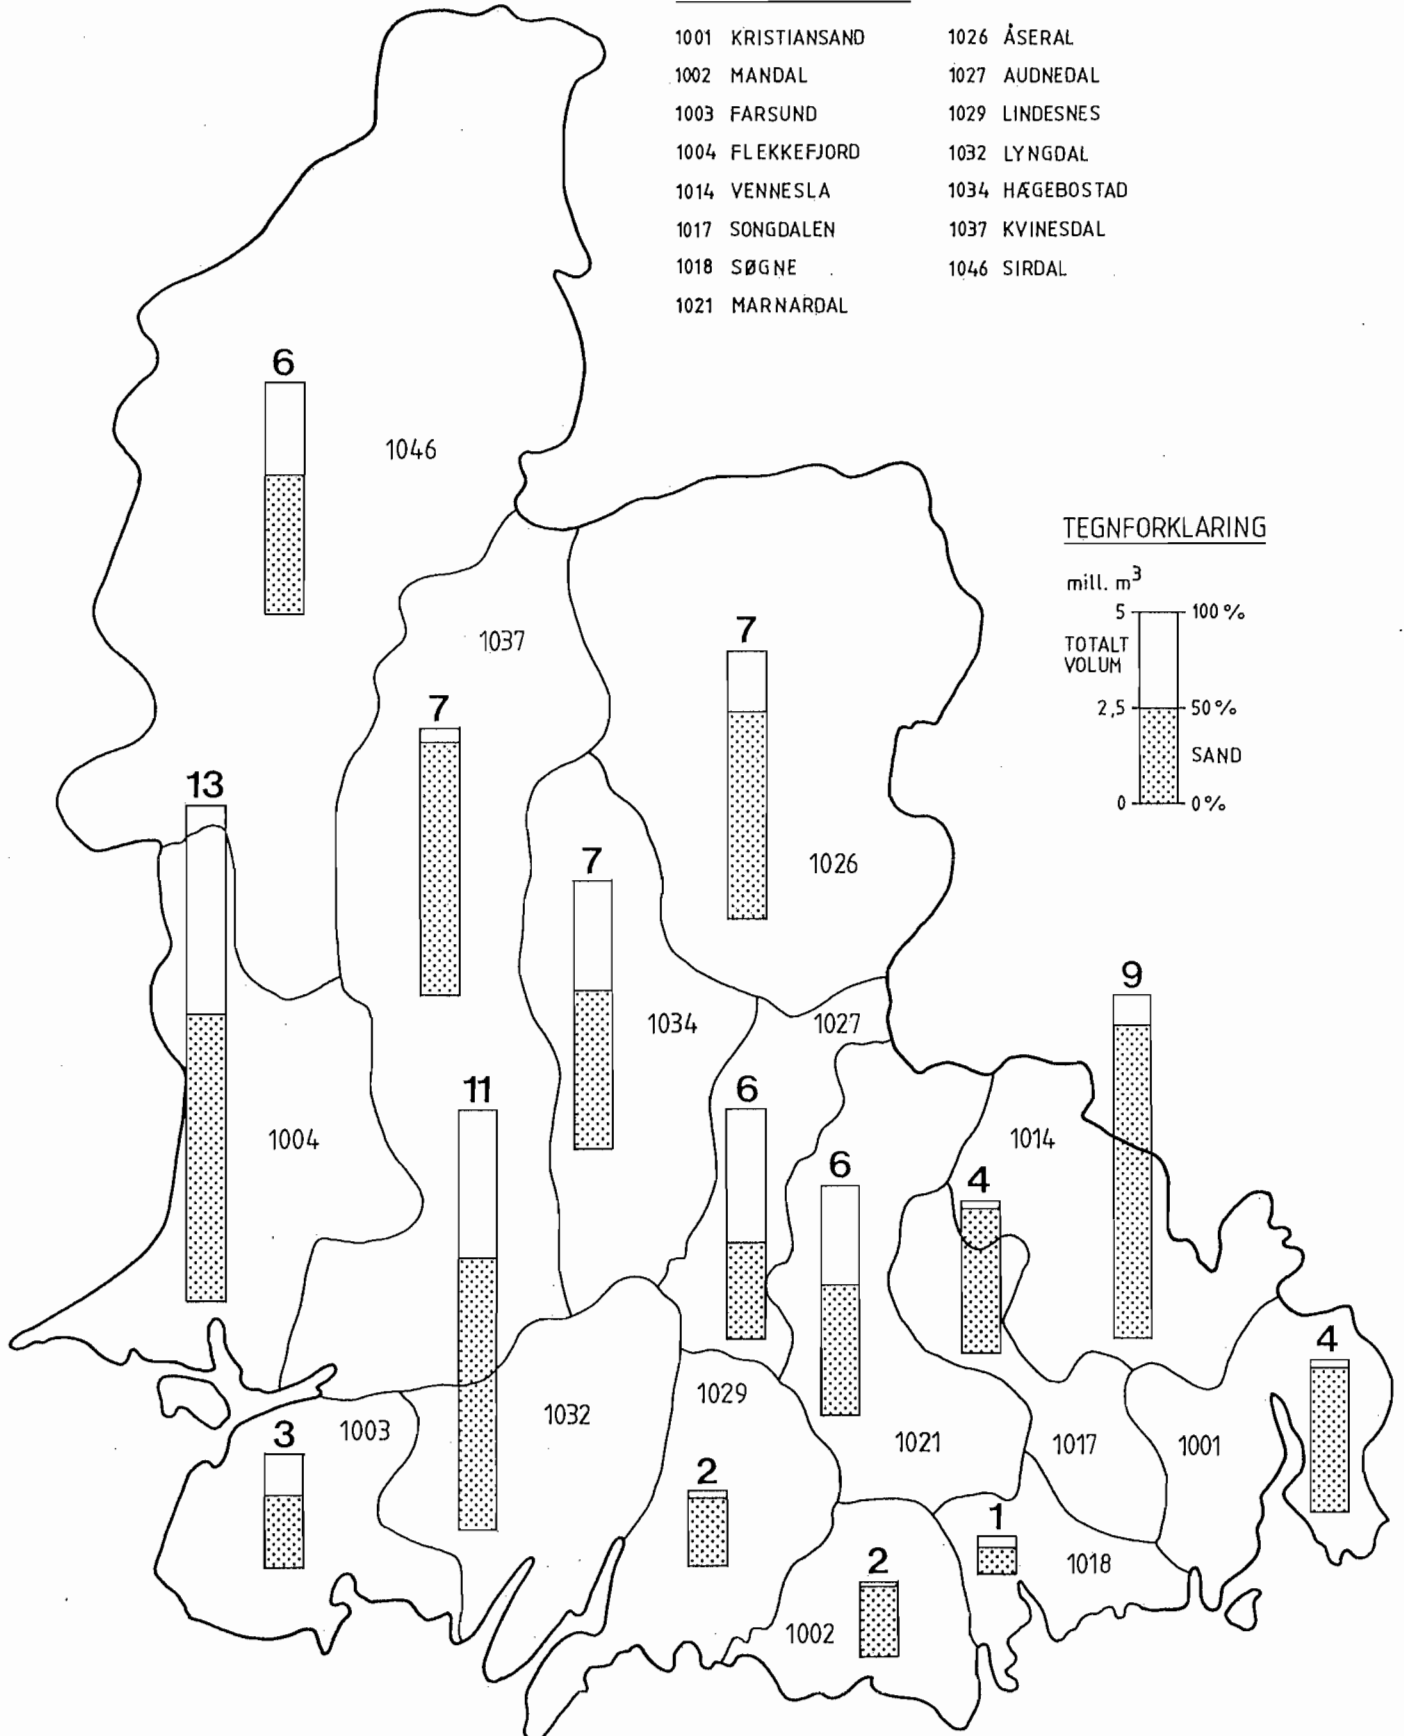 1001 KRISTIANSAND
1002 MANDAL
1003 FARSUND
1004 FLEKKEFJORD
1014 VENNESLA
1017 SONGDALEN
1018 SØGNE
1021 MARNARDAL
1026 ÅSERAL
1027 AUDNEDAL
1029 LINDESNES
1032 LYNGDAL
1034 HÆGEBOSTAD
1037 KVINESDAL
1046 SIRDAL
6
1046
TEGNFORKLARING
mill. m³
5 100 %
TOTALT
VOLUM
2,5 50 %
SAND
0 0 %
1037
7
7
13
7
1026
9
1034
1027
11
6
1004
1014
6
4
4
1029
1032
1003
3
1021
1017
1001
2
1
2
1018
1002